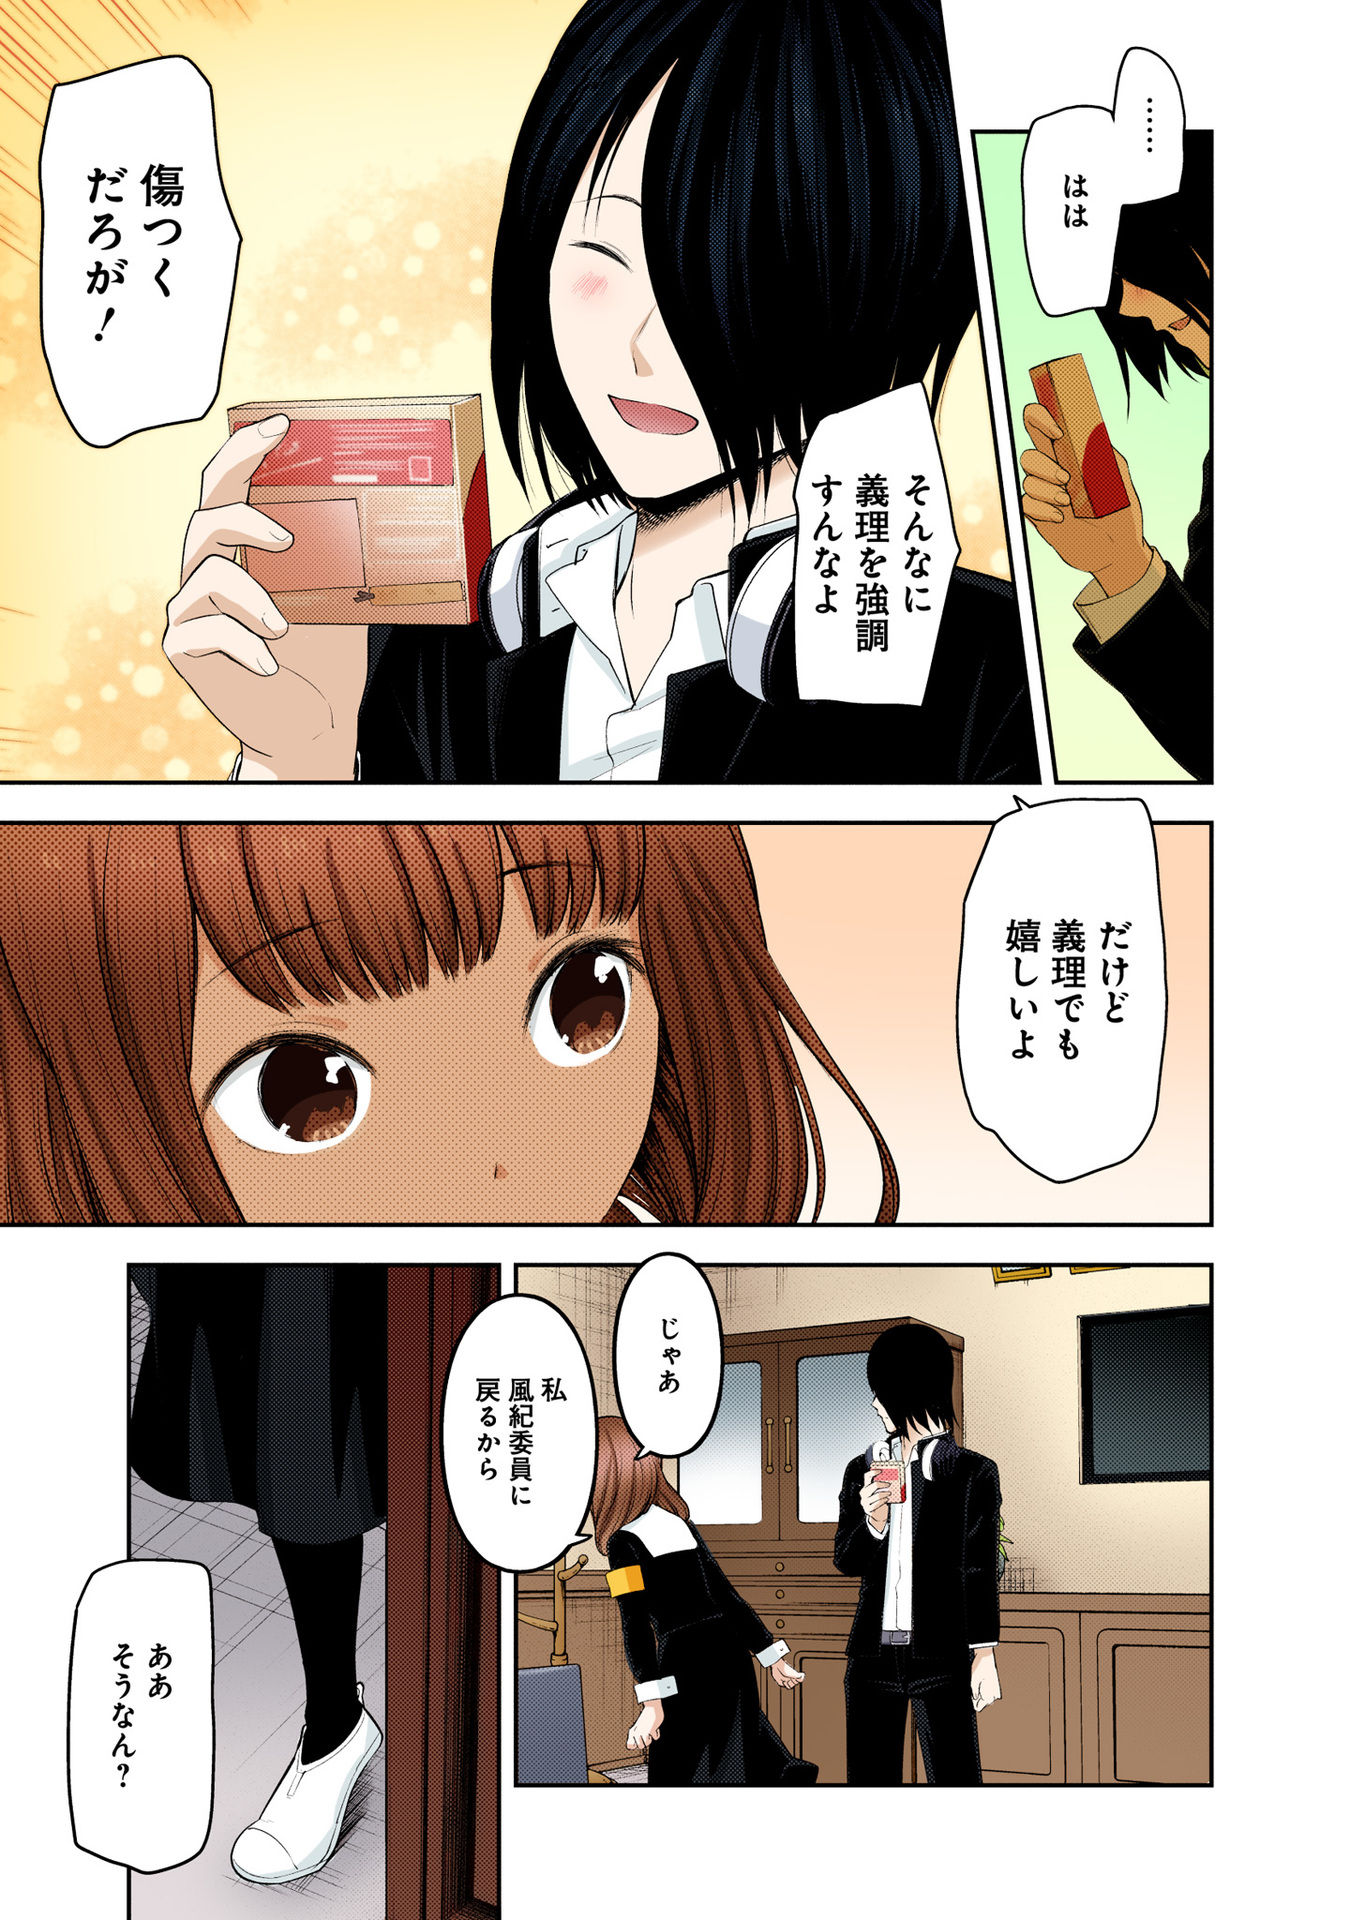 ……
はは
そんなに
義理を強調
すんなよ
傷つく
だろが！
だけど
義理でも
嬉しいよ
じゃあ
私
風紀委員に
戻るから
ああ
そうなん？